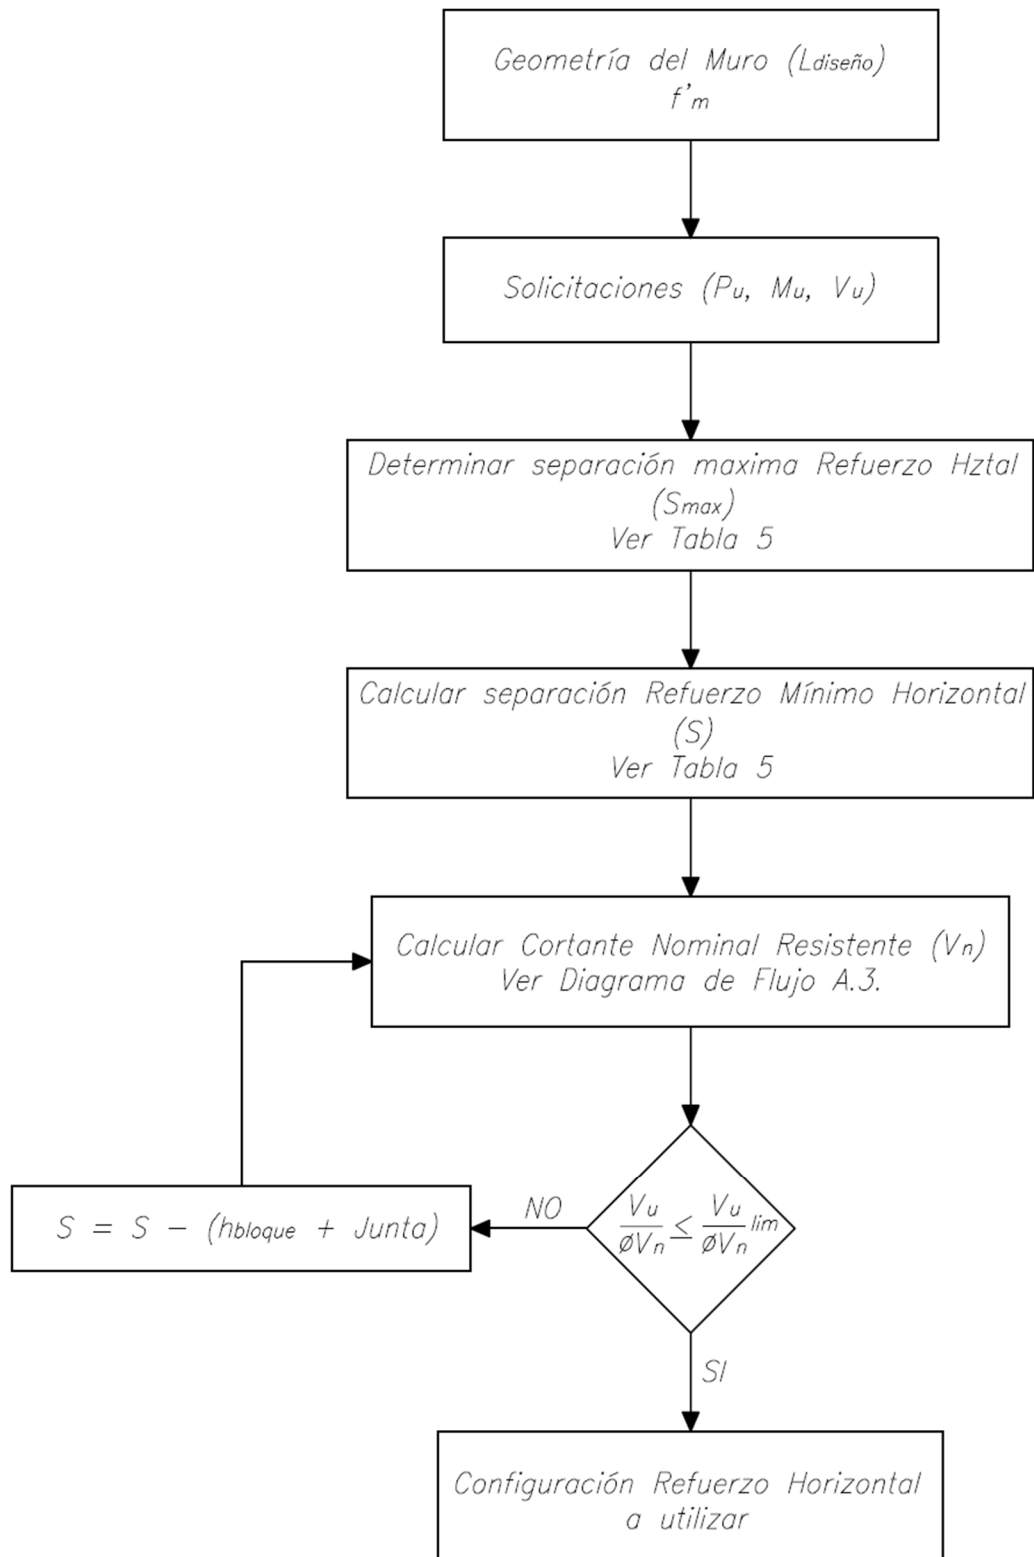 Geometría del Muro (Ldiseño)
f'm
Solicitaciones (Pu, Mu, Vu)
Determinar separación maxima Refuerzo Hztal
(Smax)
Ver Tabla 5
Calcular separación Refuerzo Mínimo Horizontal
(S)
Ver Tabla 5
Calcular Cortante Nominal Resistente (Vn)
Ver Diagrama de Flujo A.3.
Vu/ØVn ≤ Vu/ØVn lim
NO
S = S - (hbloque + Junta)
SI
Configuración Refuerzo Horizontal
a utilizar